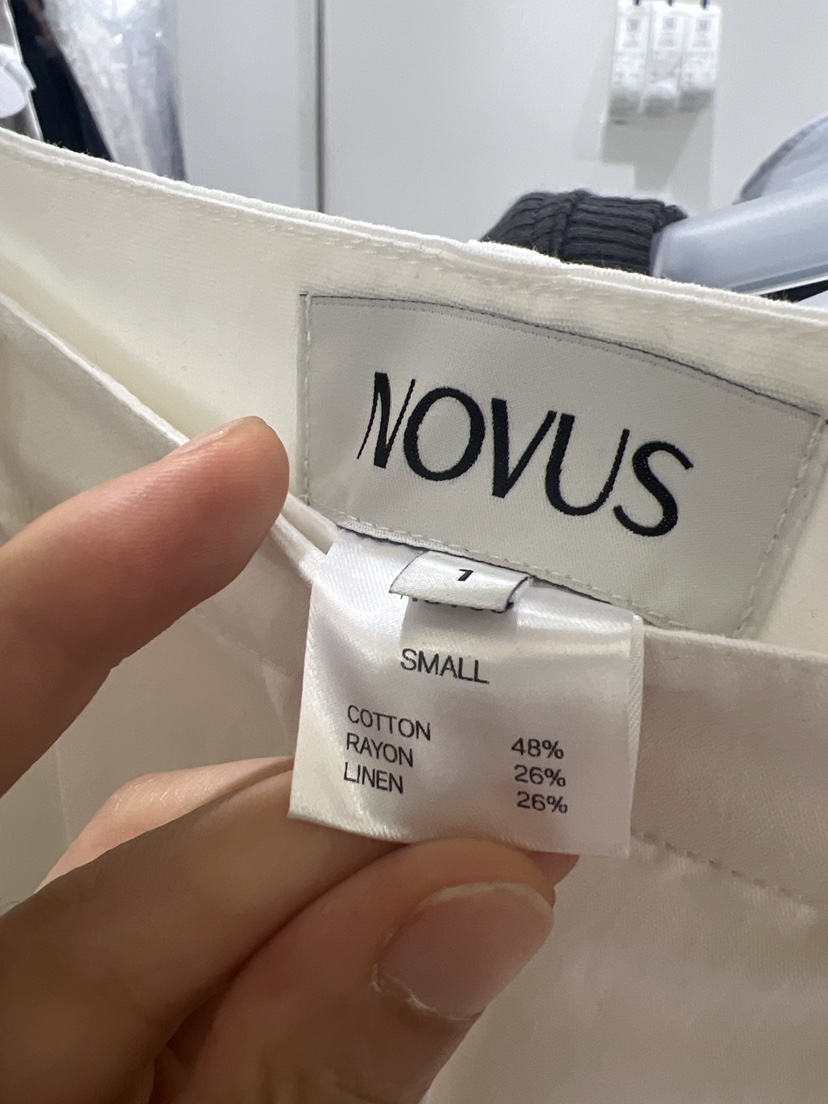 NOVUS
1
SMALL
COTTON 48%
RAYON 26%
LINEN 26%